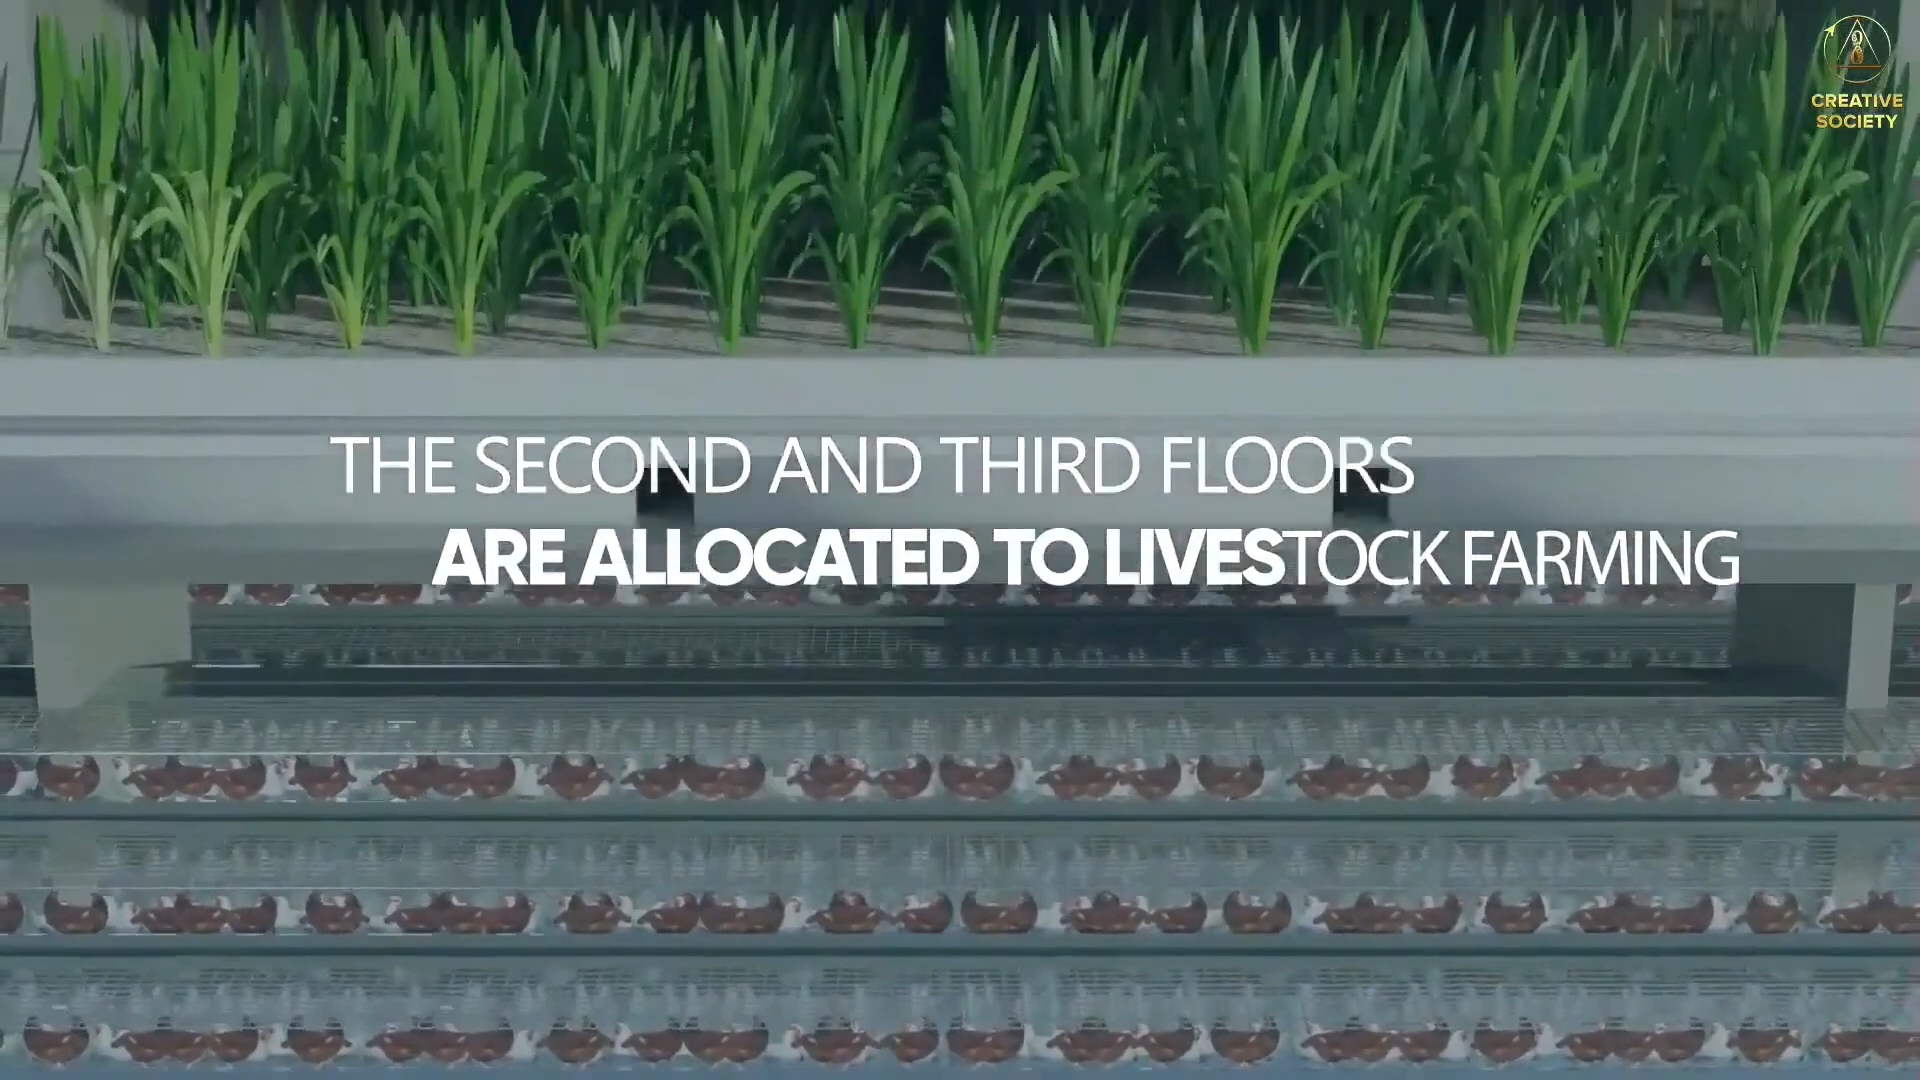 CREATIVE
SOCIETY
THE SECOND AND THIRD FLOORS
ARE ALLOCATED TO LIVESTOCK FARMING